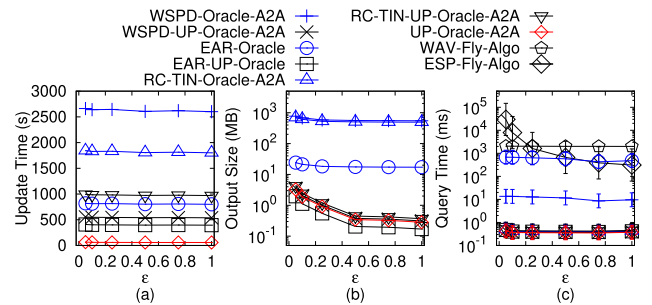 WSPD-Oracle-A2A
WSPD-UP-Oracle-A2A
EAR-Oracle
EAR-UP-Oracle
RC-TIN-Oracle-A2A
RC-TIN-UP-Oracle-A2A
UP-Oracle-A2A
WAV-Fly-Algo
ESP-Fly-Algo
Update Time (s)
3000
2500
2000
1500
1000
500
0
0 0.2 0.4 0.6 0.8 1
ε
(a)
Output Size (MB)
10³
10²
10¹
10⁰
10⁻¹
0 0.2 0.4 0.6 0.8 1
ε
(b)
Query Time (ms)
10⁵
10⁴
10³
10²
10¹
10⁰
10⁻¹
0 0.2 0.4 0.6 0.8 1
ε
(c)